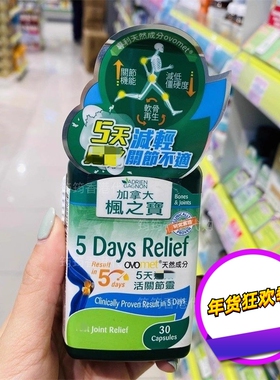 專利天然成分ovomet
關節
機能
減低
僵硬度
軟骨
再生
5天減輕
關節不適
ADRIEN
GAGNON
加拿大
楓之寶
Bones
& Joints
5 Days Relief
Result
in 5 days
ovomet 天然成分
5天
活關節靈
Clinically Proven Result in 5 Days
Joint Relief
30
Capsules
年货狂欢季